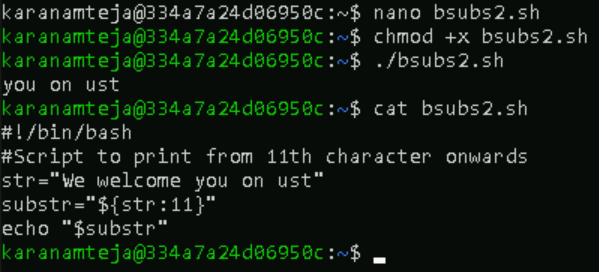 karanamteja@334a7a24d06950c:~$ nano bsubs2.sh
karanamteja@334a7a24d06950c:~$ chmod +x bsubs2.sh
karanamteja@334a7a24d06950c:~$ ./bsubs2.sh
you on ust
karanamteja@334a7a24d06950c:~$ cat bsubs2.sh
#!/bin/bash
#Script to print from 11th character onwards
str="We welcome you on ust"
substr="${str:11}"
echo "$substr"
karanamteja@334a7a24d06950c:~$